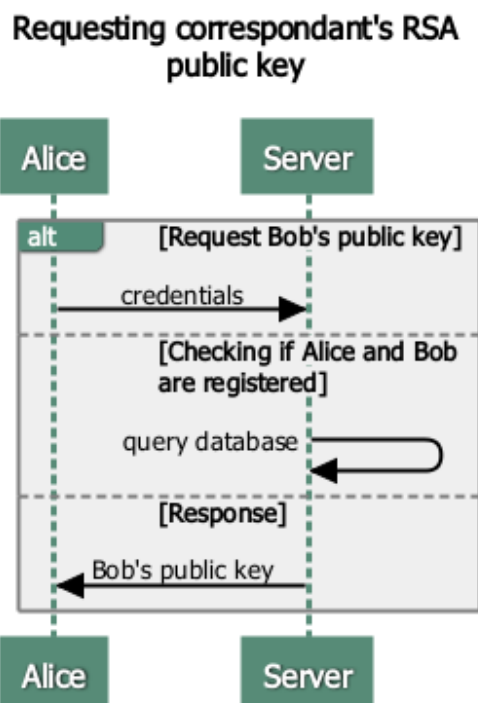 Requesting correspondant's RSA
public key
Alice
Server
alt
[Request Bob's public key]
credentials
[Checking if Alice and Bob
are registered]
query database
[Response]
Bob's public key
Alice
Server